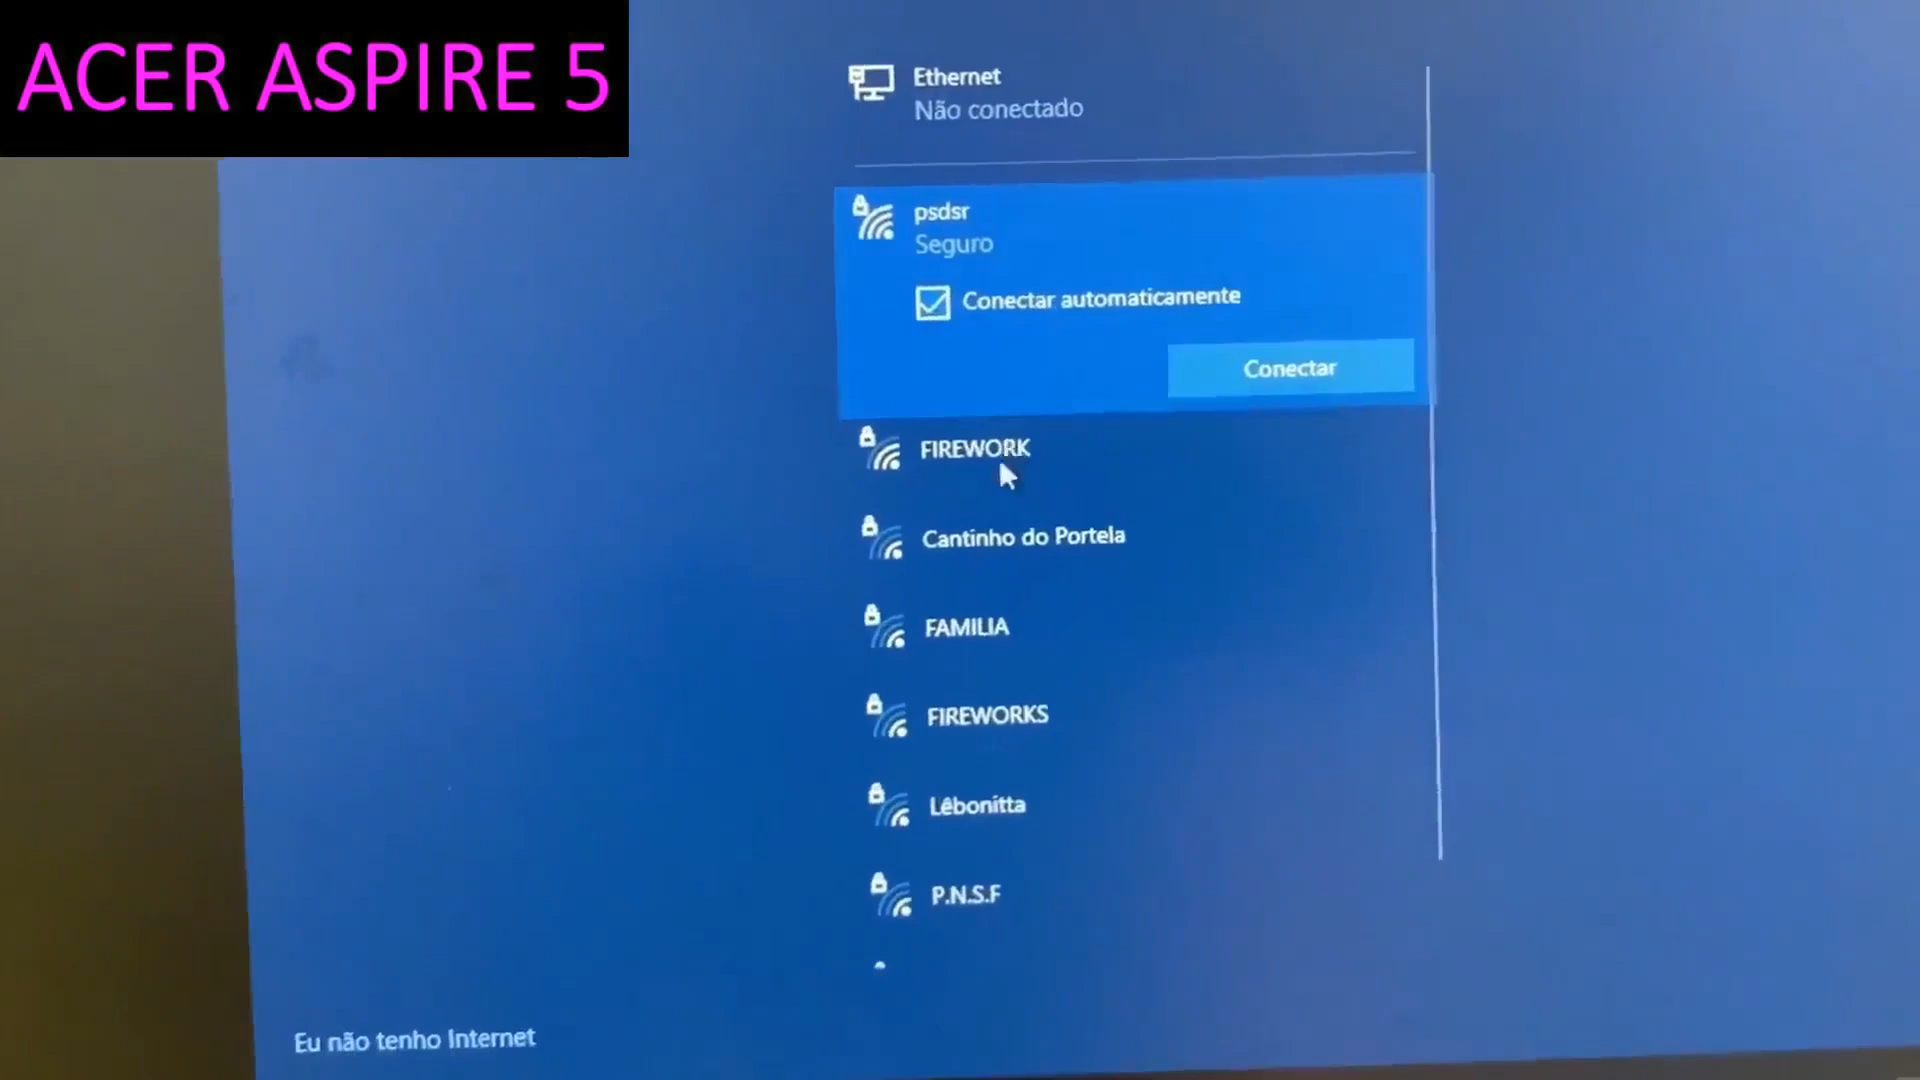 ACER ASPIRE 5
Ethernet
Não conectado
psdsr
Seguro
Conectar automaticamente
Conectar
FIREWORK
Cantinho do Portela
FAMILIA
FIREWORKS
Lêbonitta
P.N.S.F
Eu não tenho Internet